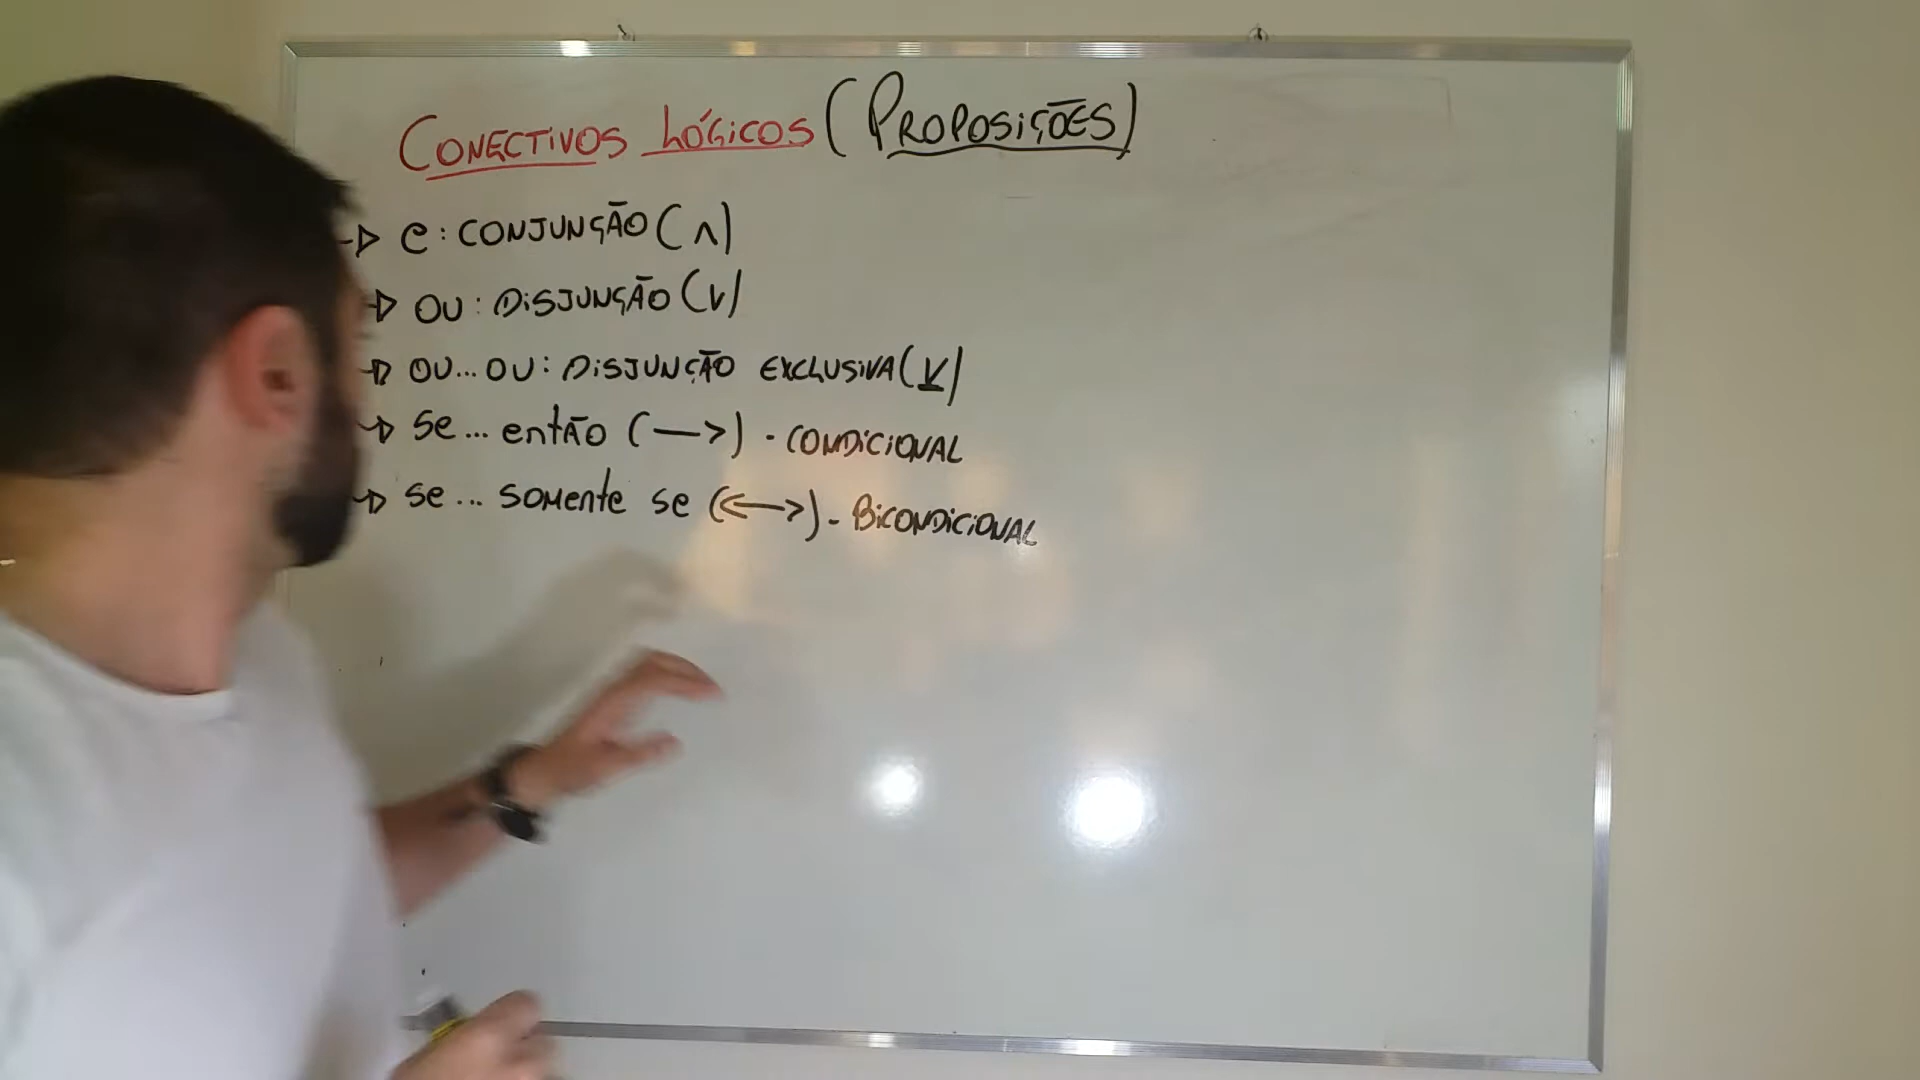 CONECTIVOS LÓGICOS (PROPOSIÇÕES)
→ e: CONJUNÇÃO (∧)
→ OU: DISJUNÇÃO (∨)
→ OU...OU: DISJUNÇÃO EXCLUSIVA (⊻)
→ se... então (→) - CONDICIONAL
→ se... somente se (↔) - BICONDICIONAL